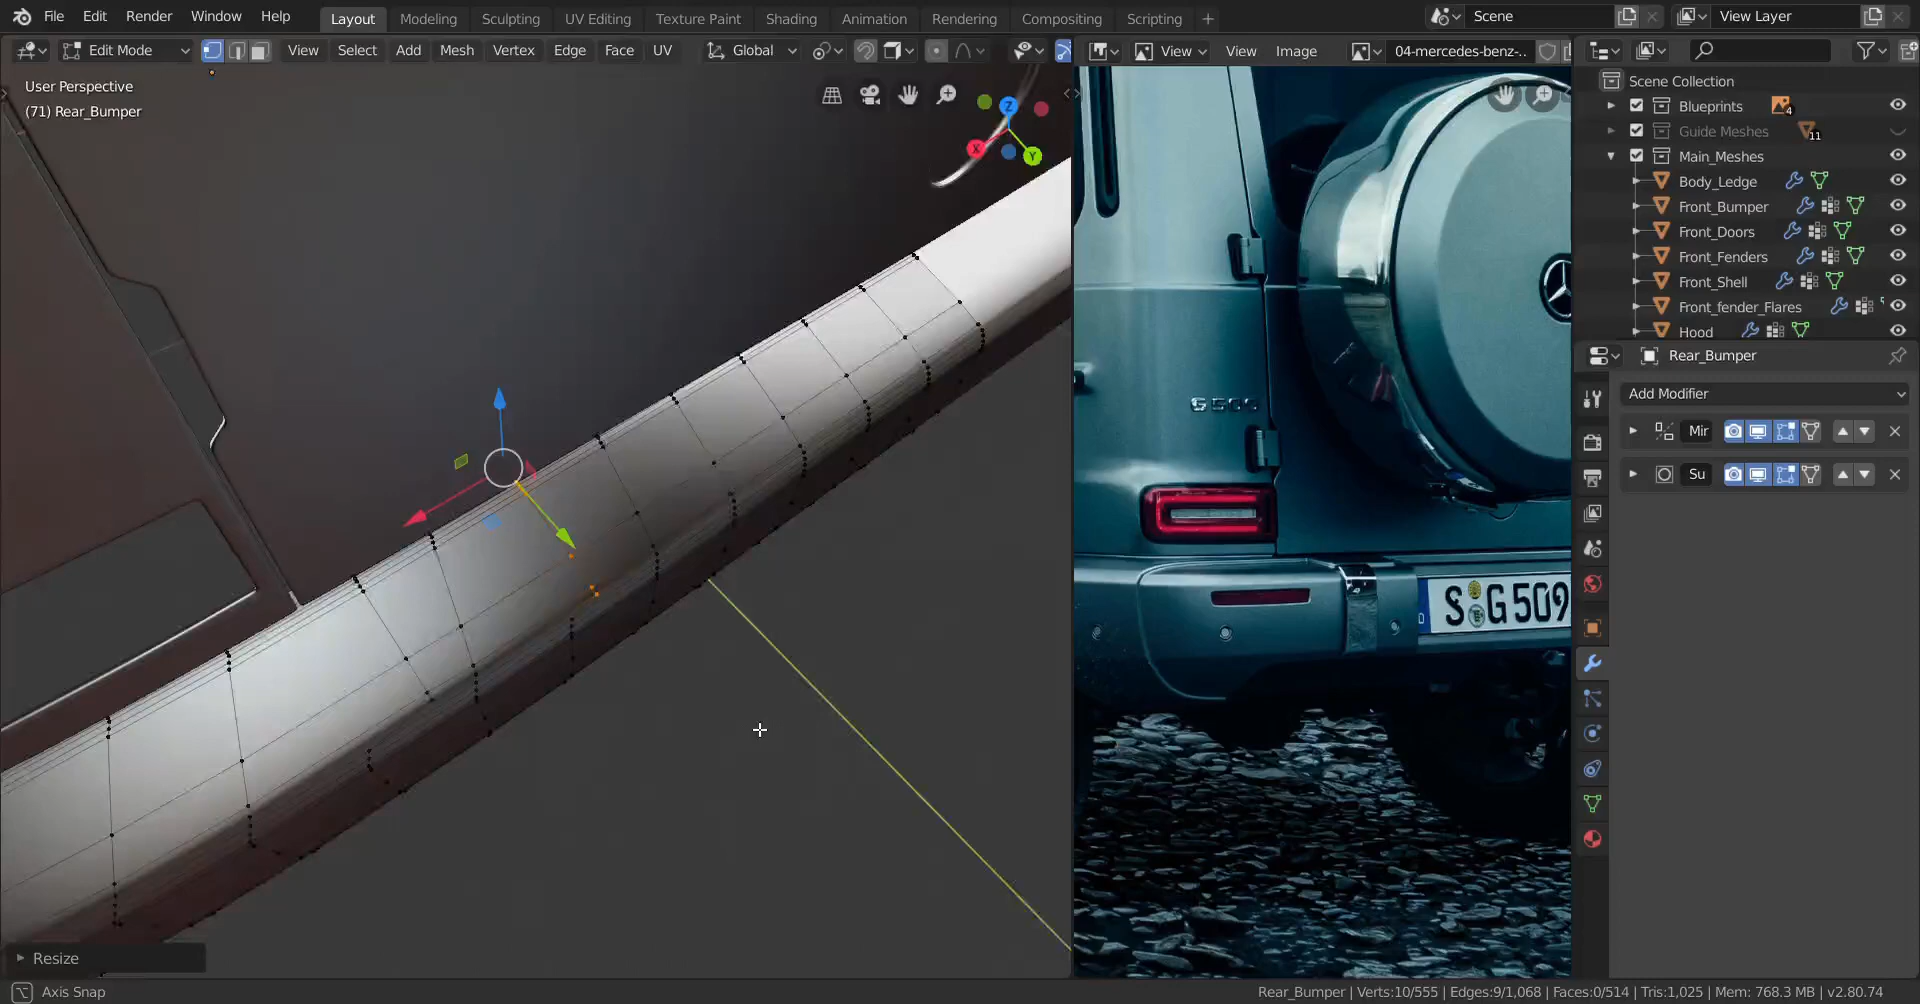 File Edit Render Window Help Layout Modeling Sculpting UV Editing Texture Paint Shading Animation Rendering Compositing Scripting + Scene View Layer
Edit Mode View Select Add Mesh Vertex Edge Face UV Global View View Image 04-mercedes-benz-..
User Perspective
(71) Rear_Bumper
Z
X
Y
G 500
S G 509
D
Scene Collection
Blueprints 4
Guide Meshes 11
Main_Meshes
Body_Ledge
Front_Bumper
Front_Doors
Front_Fenders
Front_Shell
Front_fender_Flares
Hood
Rear_Bumper
Add Modifier
Mir
Su
Resize
Axis Snap
Rear_Bumper | Verts:10/555 | Edges:9/1,068 | Faces:0/514 | Tris:1,025 | Mem: 768.3 MB | v2.80.74